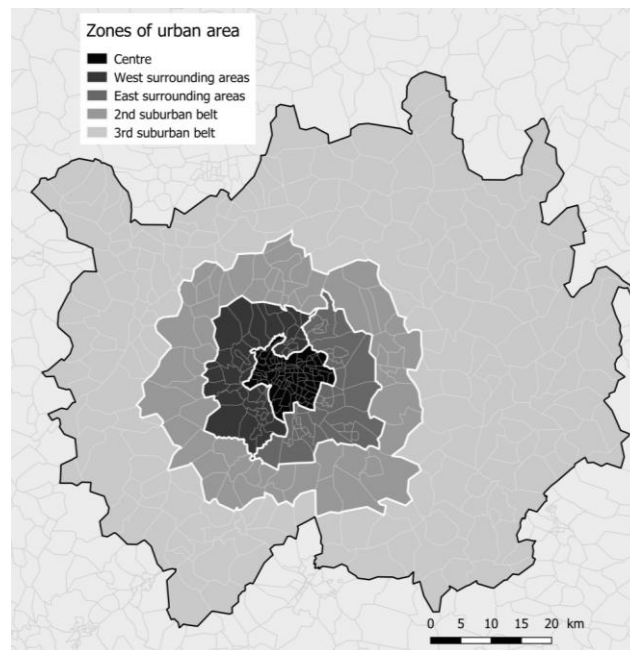 Zones of urban area
Centre
West surrounding areas
East surrounding areas
2nd suburban belt
3rd suburban belt
0 5 10 15 20 km